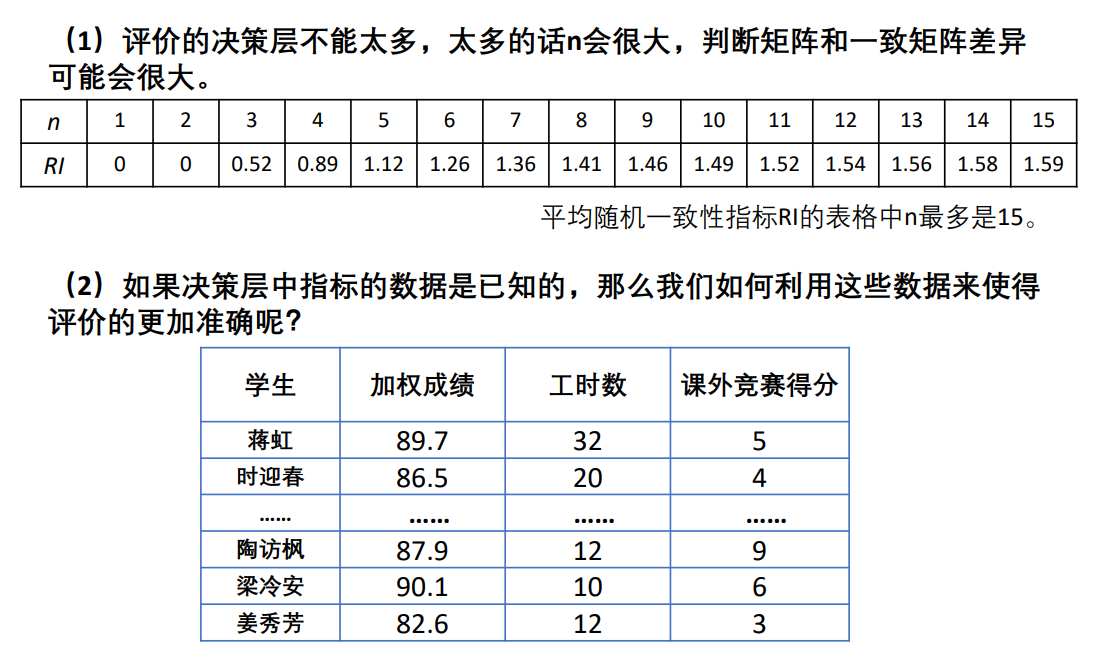 （1）评价的决策层不能太多，太多的话n会很大，判断矩阵和一致矩阵差异
可能会很大。
n 1 2 3 4 5 6 7 8 9 10 11 12 13 14 15
RI 0 0 0.52 0.89 1.12 1.26 1.36 1.41 1.46 1.49 1.52 1.54 1.56 1.58 1.59
平均随机一致性指标RI的表格中n最多是15。
（2）如果决策层中指标的数据是已知的，那么我们如何利用这些数据来使得
评价的更加准确呢？
学生 加权成绩 工时数 课外竞赛得分
蒋虹 89.7 32 5
时迎春 86.5 20 4
…… …… …… ……
陶访枫 87.9 12 9
梁冷安 90.1 10 6
姜秀芳 82.6 12 3